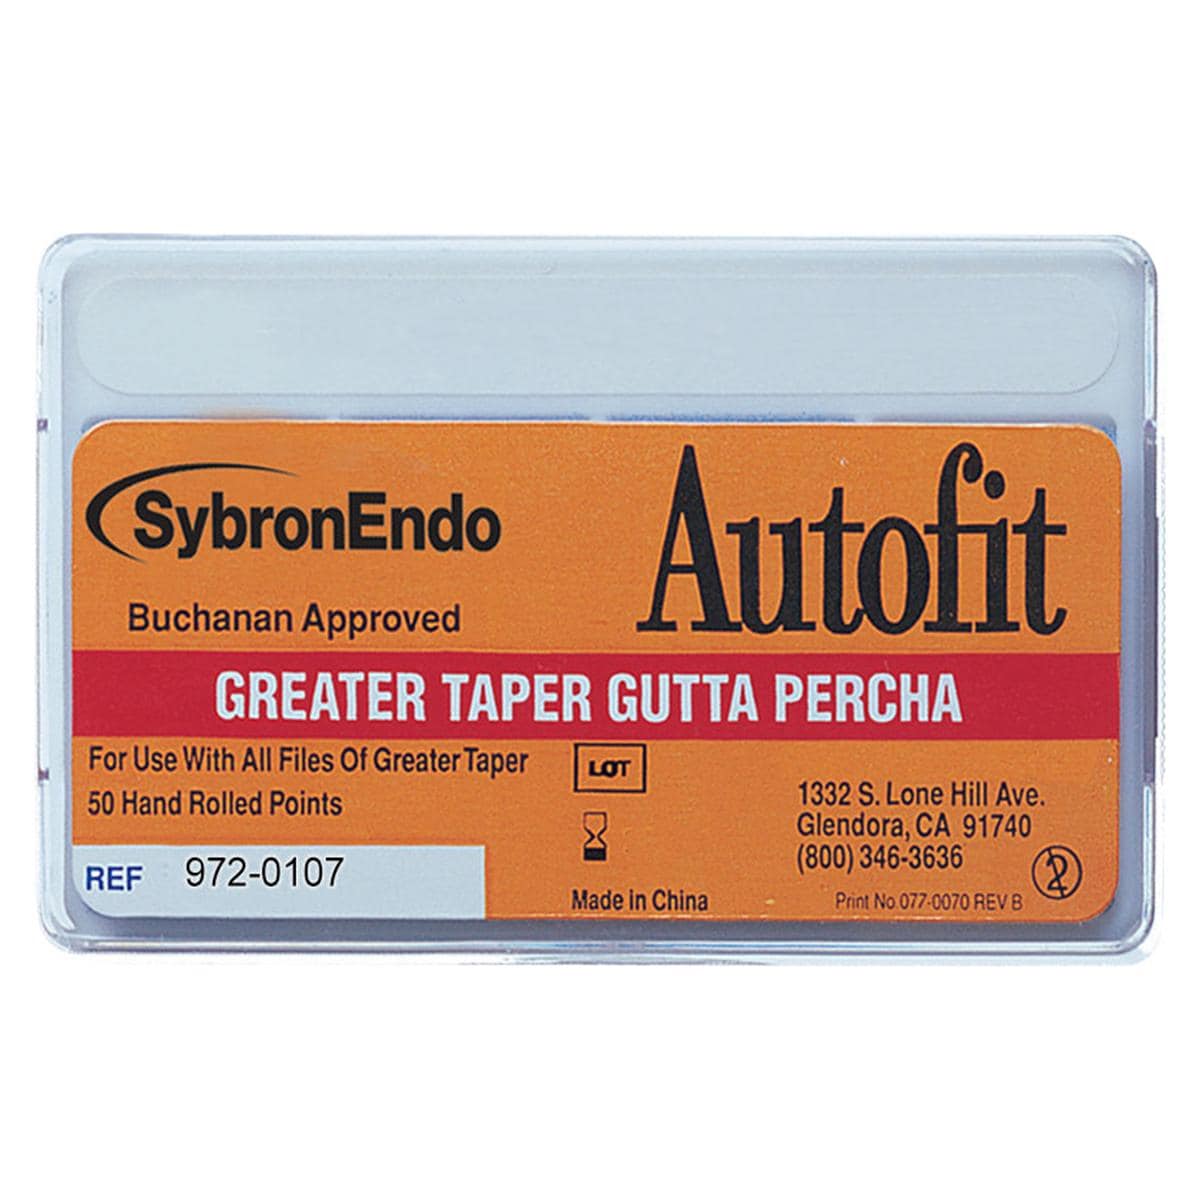 SybronEndo
Autofit
Buchanan Approved
GREATER TAPER GUTTA PERCHA
For Use With All Files Of Greater Taper
50 Hand Rolled Points
LOT
1332 S. Lone Hill Ave.
Glendora, CA 91740
(800) 346-3636
REF 972-0107
Made in China
Print No. 077-0070 REV B
2